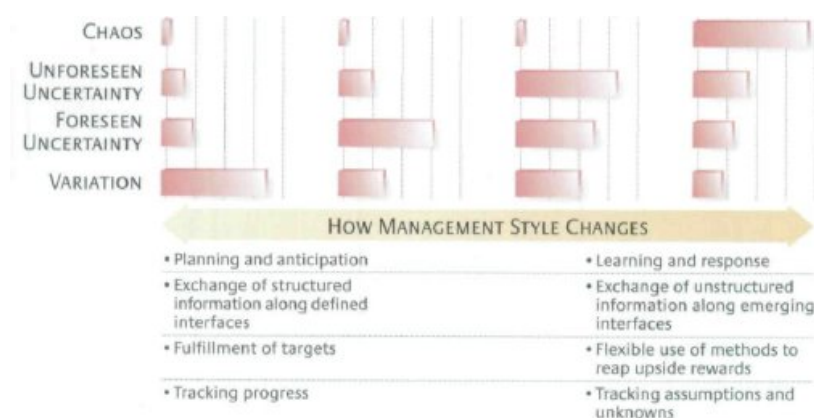 CHAOS
UNFORESEEN
UNCERTAINTY
FORESEEN
UNCERTAINTY
VARIATION
HOW MANAGEMENT STYLE CHANGES
• Planning and anticipation
• Exchange of structured
information along defined
interfaces
• Fulfillment of targets
• Tracking progress
• Learning and response
• Exchange of unstructured
information along emerging
interfaces
• Flexible use of methods to
reap upside rewards
• Tracking assumptions and
unknowns